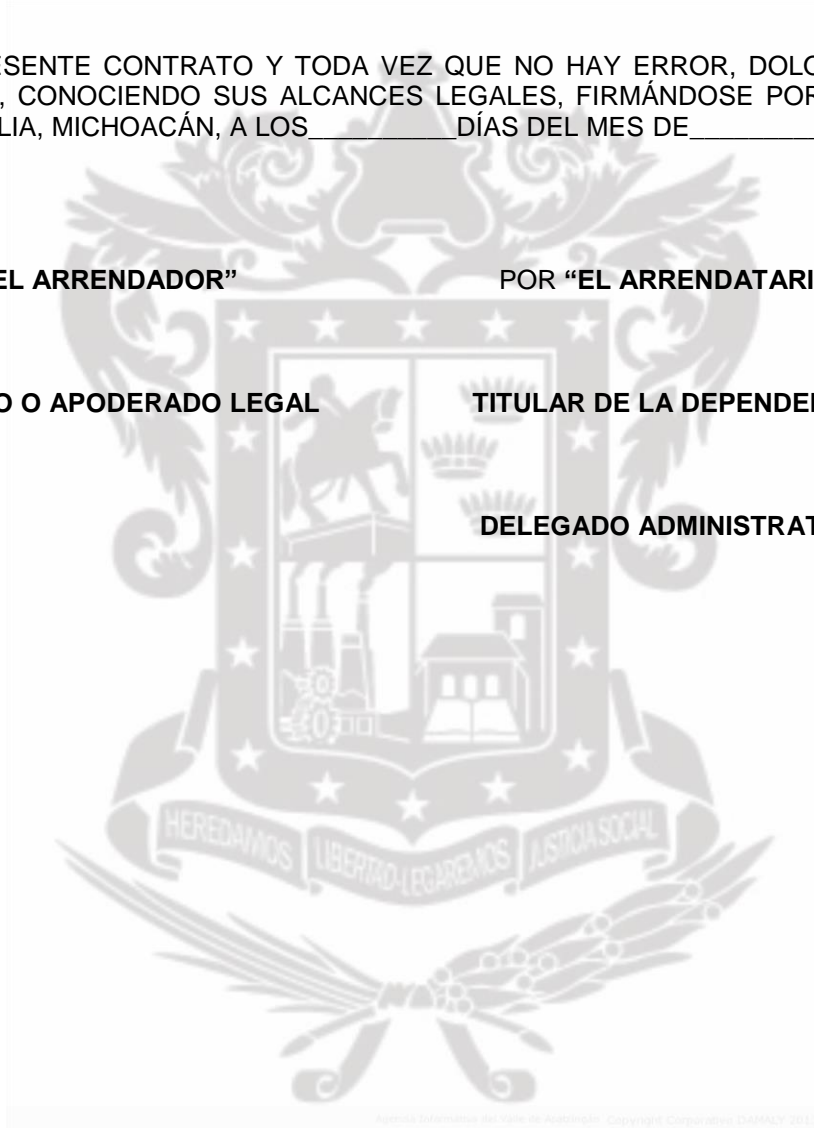 ESENTE CONTRATO Y TODA VEZ QUE NO HAY ERROR, DOLO
, CONOCIENDO SUS ALCANCES LEGALES, FIRMÁNDOSE POR
LIA, MICHOACÁN, A LOS__________DÍAS DEL MES DE_________
EL ARRENDADOR” POR “EL ARRENDATARI
O O APODERADO LEGAL TITULAR DE LA DEPENDE
DELEGADO ADMINISTRAT
HEREDAMOS LIBERTAD-LEGAREMOS JUSTICIA SOCIAL